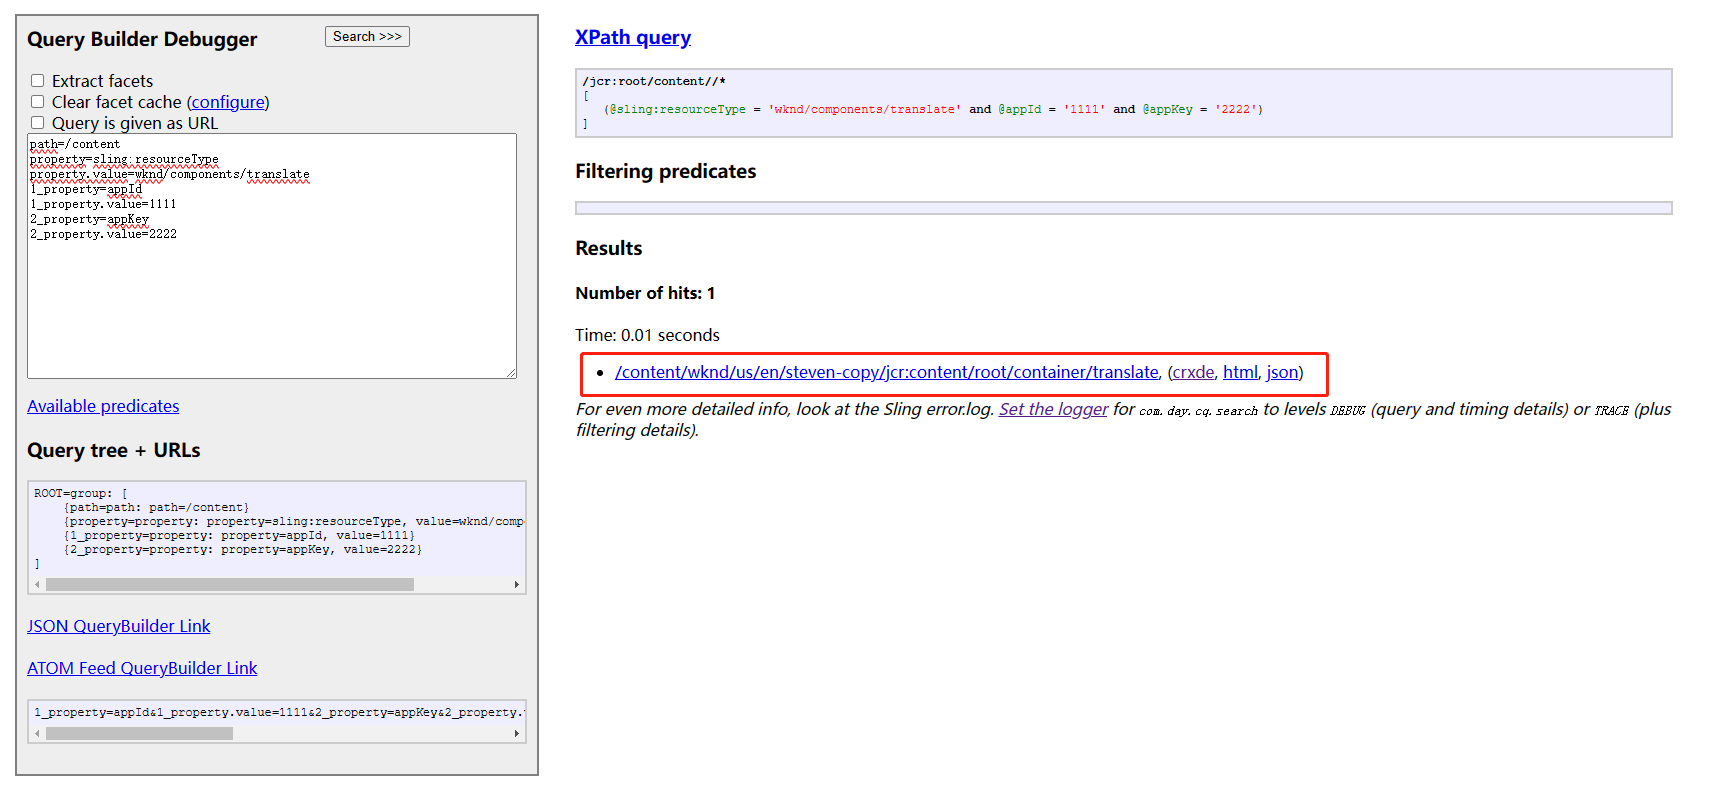 Query Builder Debugger
Search >>>
Extract facets
Clear facet cache (configure)
Query is given as URL
path=/content
property=sling:resourceType
property.value=wknd/components/translate
1_property=appId
1_property.value=1111
2_property=appKey
2_property.value=2222
Available predicates
Query tree + URLs
ROOT=group: [
    {path=path: path=/content}
    {property=property: property=sling:resourceType, value=wknd/comp
    {1_property=property: property=appId, value=1111}
    {2_property=property: property=appKey, value=2222}
]
JSON QueryBuilder Link
ATOM Feed QueryBuilder Link
1_property=appId&1_property.value=1111&2_property=appKey&2_property.
XPath query
/jcr:root/content//*
[
   (@sling:resourceType = 'wknd/components/translate' and @appId = '1111' and @appKey = '2222')
]
Filtering predicates
Results
Number of hits: 1
Time: 0.01 seconds
• /content/wknd/us/en/steven-copy/jcr:content/root/container/translate, (crxde, html, json)
For even more detailed info, look at the Sling error.log. Set the logger for com.day.cq.search to levels DEBUG (query and timing details) or TRACE (plus
filtering details).